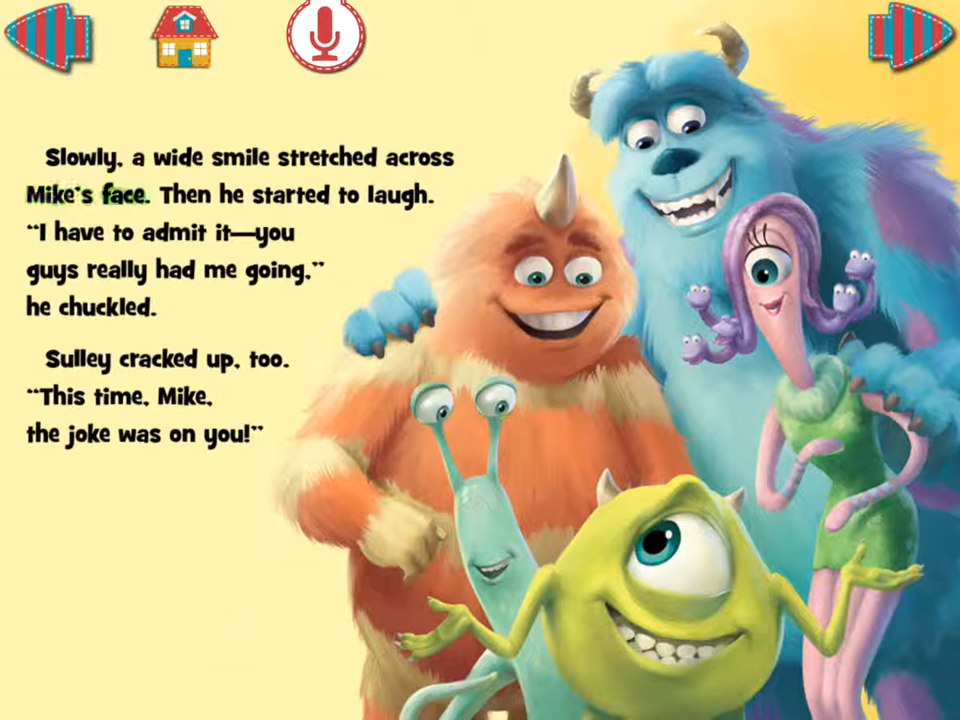 Slowly, a wide smile stretched across
Mike's face. Then he started to laugh.
"I have to admit it—you
guys really had me going,"
he chuckled.
Sulley cracked up, too.
"This time, Mike,
the joke was on you!"